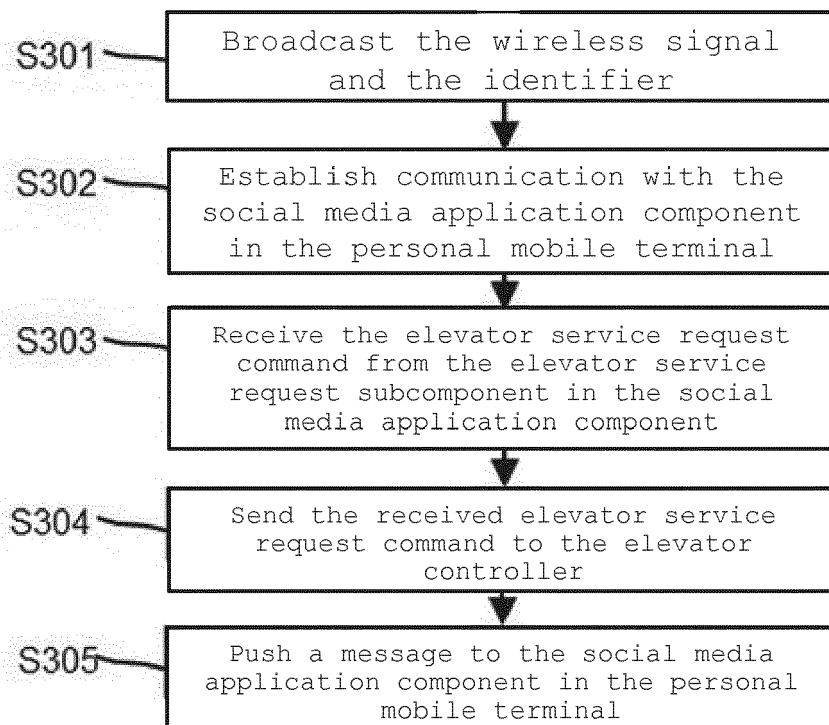 S301
Broadcast the wireless signal
and the identifier
S302
Establish communication with the
social media application component
in the personal mobile terminal
S303
Receive the elevator service request
command from the elevator service
request subcomponent in the social
media application component
S304
Send the received elevator service
request command to the elevator
controller
S305
Push a message to the social media
application component in the personal
mobile terminal